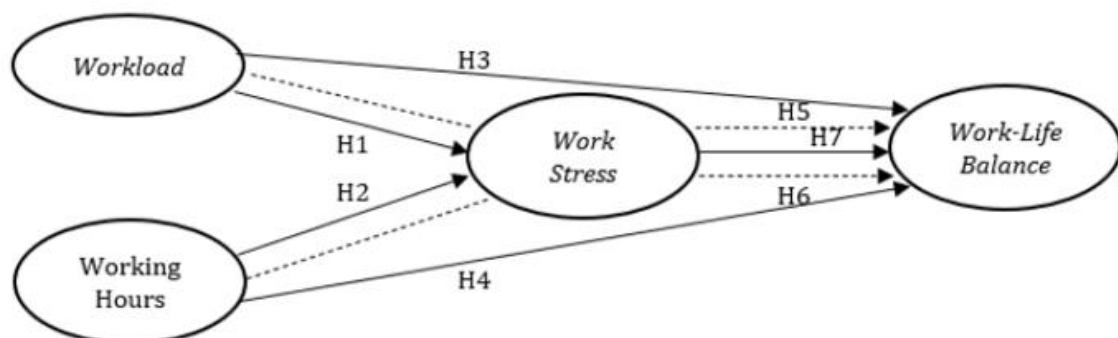 Workload
H3
H1
H5
H7
Work
Stress
Work-Life
Balance
H2
H6
Working
Hours
H4